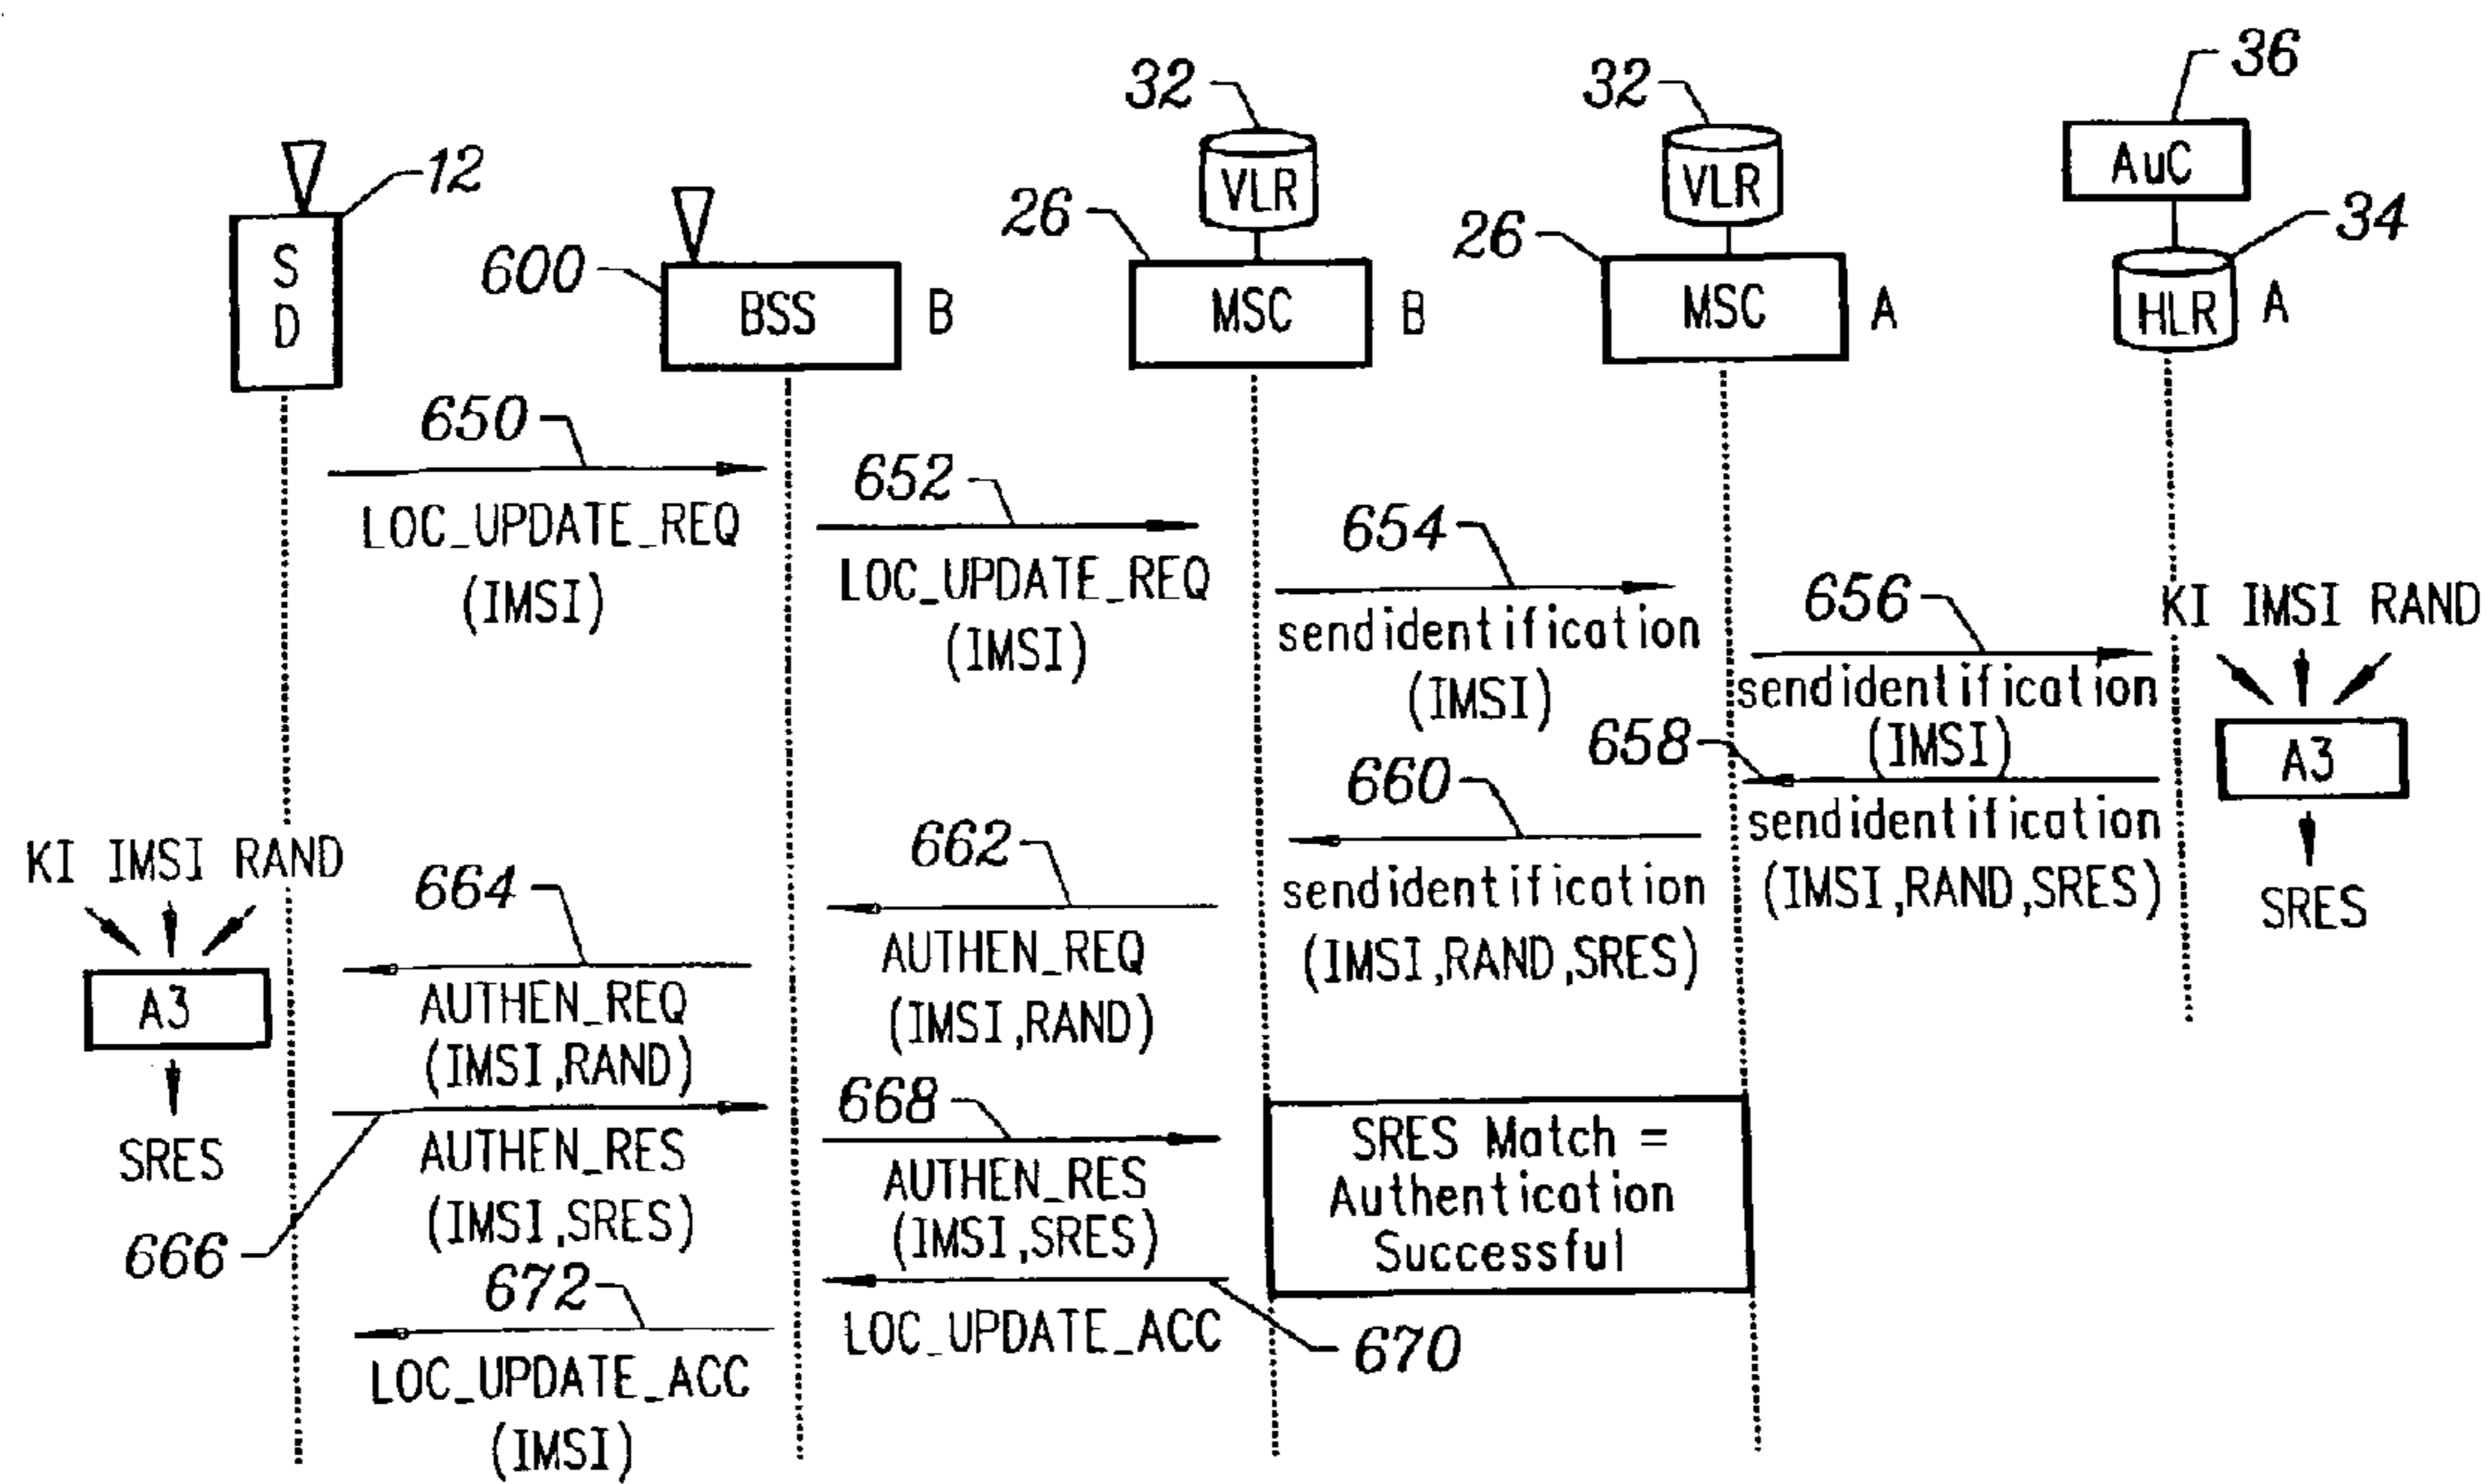 36
32
32
AuC
12
VLR
VLR
34
26
26
S
D
600
BSS
B
MSC
B
MSC
A
HLR
A
650
652
LOC_UPDATE_REQ
(IMSI)
654
LOC_UPDATE_REQ
(IMSI)
656
KI IMSI RAND
sendidentification
(IMSI)
sendidentification
(IMSI)
658
A3
660
sendidentification
(IMSI,RAND,SRES)
SRES
662
KI IMSI RAND
664
sendidentification
(IMSI,RAND,SRES)
AUTHEN_REQ
(IMSI,RAND)
A3
AUTHEN_REQ
(IMSI,RAND)
668
SRES
AUTHEN_RES
(IMSI,SRES)
AUTHEN_RES
(IMSI,SRES)
SRES Match =
Authentication
Successful
666
672
LOC_UPDATE_ACC
670
LOC_UPDATE_ACC
(IMSI)